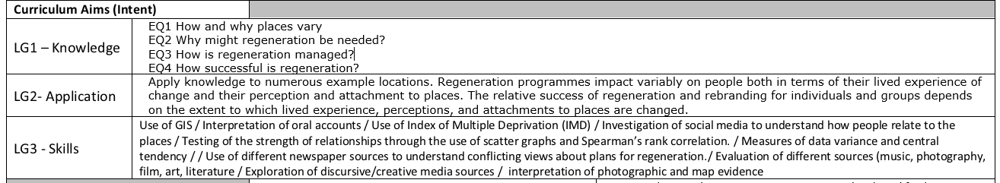 Curriculum Aims (Intent)
LG1 – Knowledge
EQ1 How and why places vary
EQ2 Why might regeneration be needed?
EQ3 How is regeneration managed?
EQ4 How successful is regeneration?
LG2- Application
Apply knowledge to numerous example locations. Regeneration programmes impact variably on people both in terms of their lived experience of
change and their perception and attachment to places. The relative success of regeneration and rebranding for individuals and groups depends
on the extent to which lived experience, perceptions, and attachments to places are changed.
LG3 - Skills
Use of GIS / Interpretation of oral accounts / Use of Index of Multiple Deprivation (IMD) / Investigation of social media to understand how people relate to the
places / Testing of the strength of relationships through the use of scatter graphs and Spearman’s rank correlation. / Measures of data variance and central
tendency / / Use of different newspaper sources to understand conflicting views about plans for regeneration./ Evaluation of different sources (music, photography,
film, art, literature / Exploration of discursive/creative media sources / interpretation of photographic and map evidence